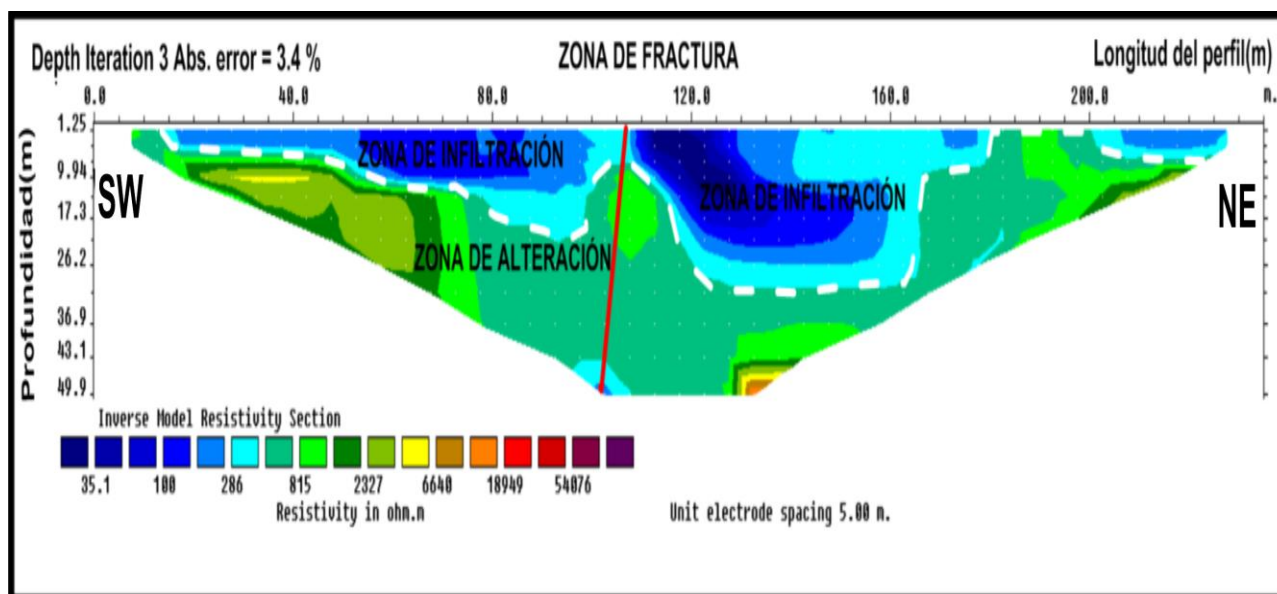 Depth Iteration 3 Abs. error = 3.4 %
ZONA DE FRACTURA
Longitud del perfil(m)
0.0 40.0 80.0 120.0 160.0 200.0 m.
Profundidad(m)
1.25
9.94
17.3
26.2
36.9
43.1
49.9
SW
ZONA DE INFILTRACIÓN
ZONA DE INFILTRACIÓN
NE
ZONA DE ALTERACIÓN
Inverse Model Resistivity Section
35.1 100 286 815 2327 6640 18949 54076
Resistivity in ohm.m
Unit electrode spacing 5.00 m.